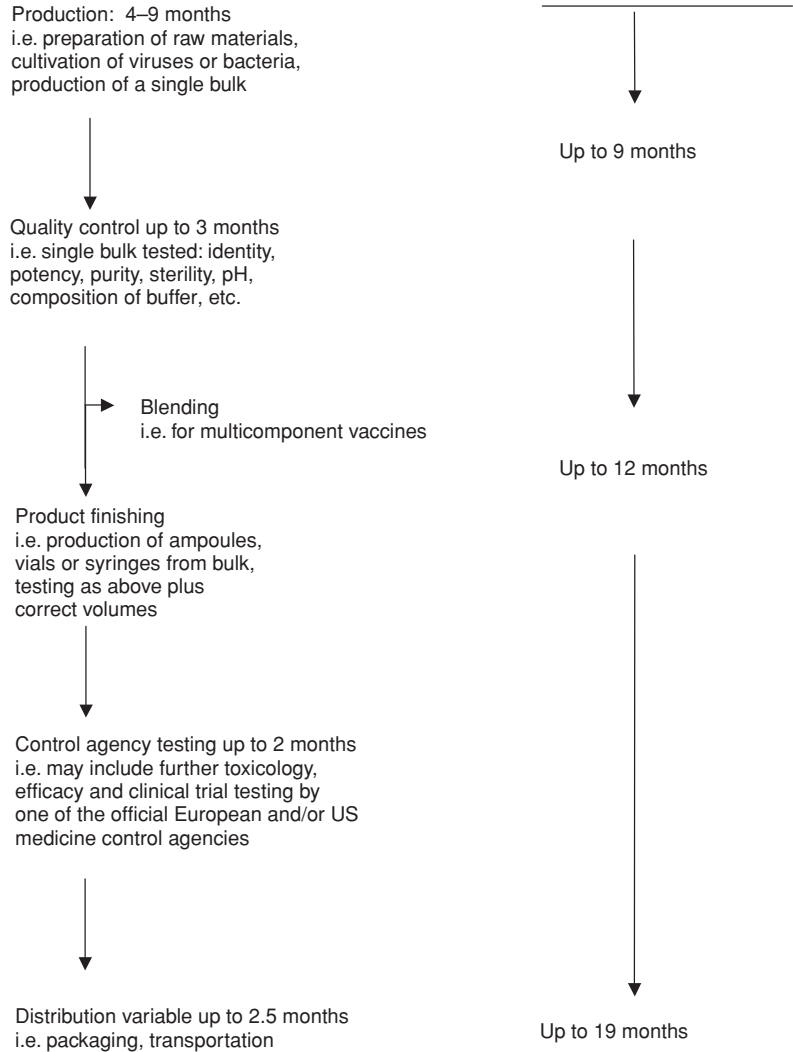 Production: 4–9 months
i.e. preparation of raw materials,
cultivation of viruses or bacteria,
production of a single bulk
Up to 9 months
Quality control up to 3 months
i.e. single bulk tested: identity,
potency, purity, sterility, pH,
composition of buffer, etc.
Blending
i.e. for multicomponent vaccines
Up to 12 months
Product finishing
i.e. production of ampoules,
vials or syringes from bulk,
testing as above plus
correct volumes
Control agency testing up to 2 months
i.e. may include further toxicology,
efficacy and clinical trial testing by
one of the official European and/or US
medicine control agencies
Distribution variable up to 2.5 months
i.e. packaging, transportation
Up to 19 months